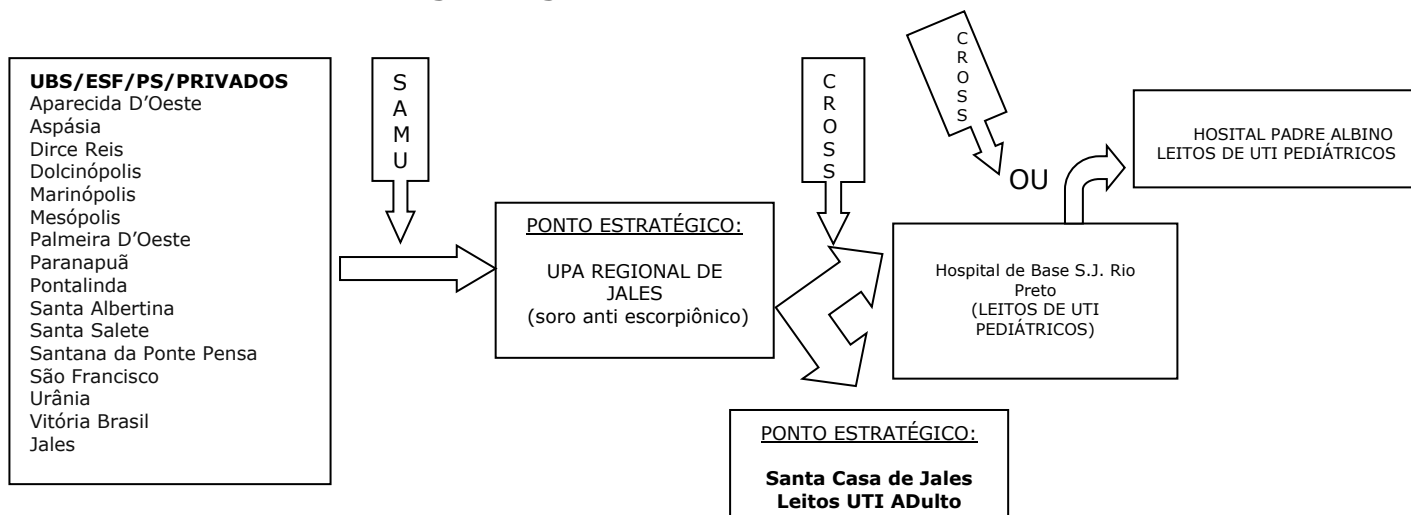 UBS/ESF/PS/PRIVADOS
Aparecida D'Oeste
Aspásia
Dirce Reis
Dolcinópolis
Marinópolis
Mesópolis
Palmeira D'Oeste
Paranapuã
Pontalinda
Santa Albertina
Santa Salete
Santana da Ponte Pensa
São Francisco
Urânia
Vitória Brasil
Jales
S
A
M
U
PONTO ESTRATÉGICO:
UPA REGIONAL DE
JALES
(soro anti escorpiônico)
C
R
O
S
S
C
R
O
S
S
OU
Hospital de Base S.J. Rio
Preto
(LEITOS DE UTI
PEDIÁTRICOS)
HOSITAL PADRE ALBINO
LEITOS DE UTI PEDIÁTRICOS
PONTO ESTRATÉGICO:
Santa Casa de Jales
Leitos UTI ADulto